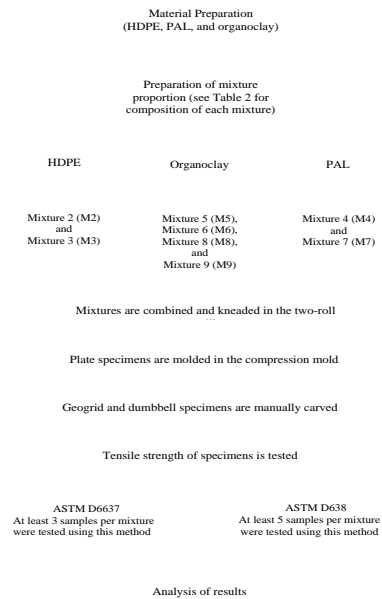 Material Preparation
(HDPE, PAL, and organoclay)
Preparation of mixture
proportion (see Table 2 for
composition of each mixture)
HDPE
Organoclay
PAL
Mixture 2 (M2)
and
Mixture 3 (M3)
Mixture 5 (M5),
Mixture 6 (M6),
Mixture 8 (M8),
and
Mixture 9 (M9)
Mixture 4 (M4)
and
Mixture 7 (M7)
Mixtures are combined and kneaded in the two-roll
Plate specimens are molded in the compression mold
Geogrid and dumbbell specimens are manually carved
Tensile strength of specimens is tested
ASTM D6637
At least 3 samples per mixture
were tested using this method
ASTM D638
At least 5 samples per mixture
were tested using this method
Analysis of results